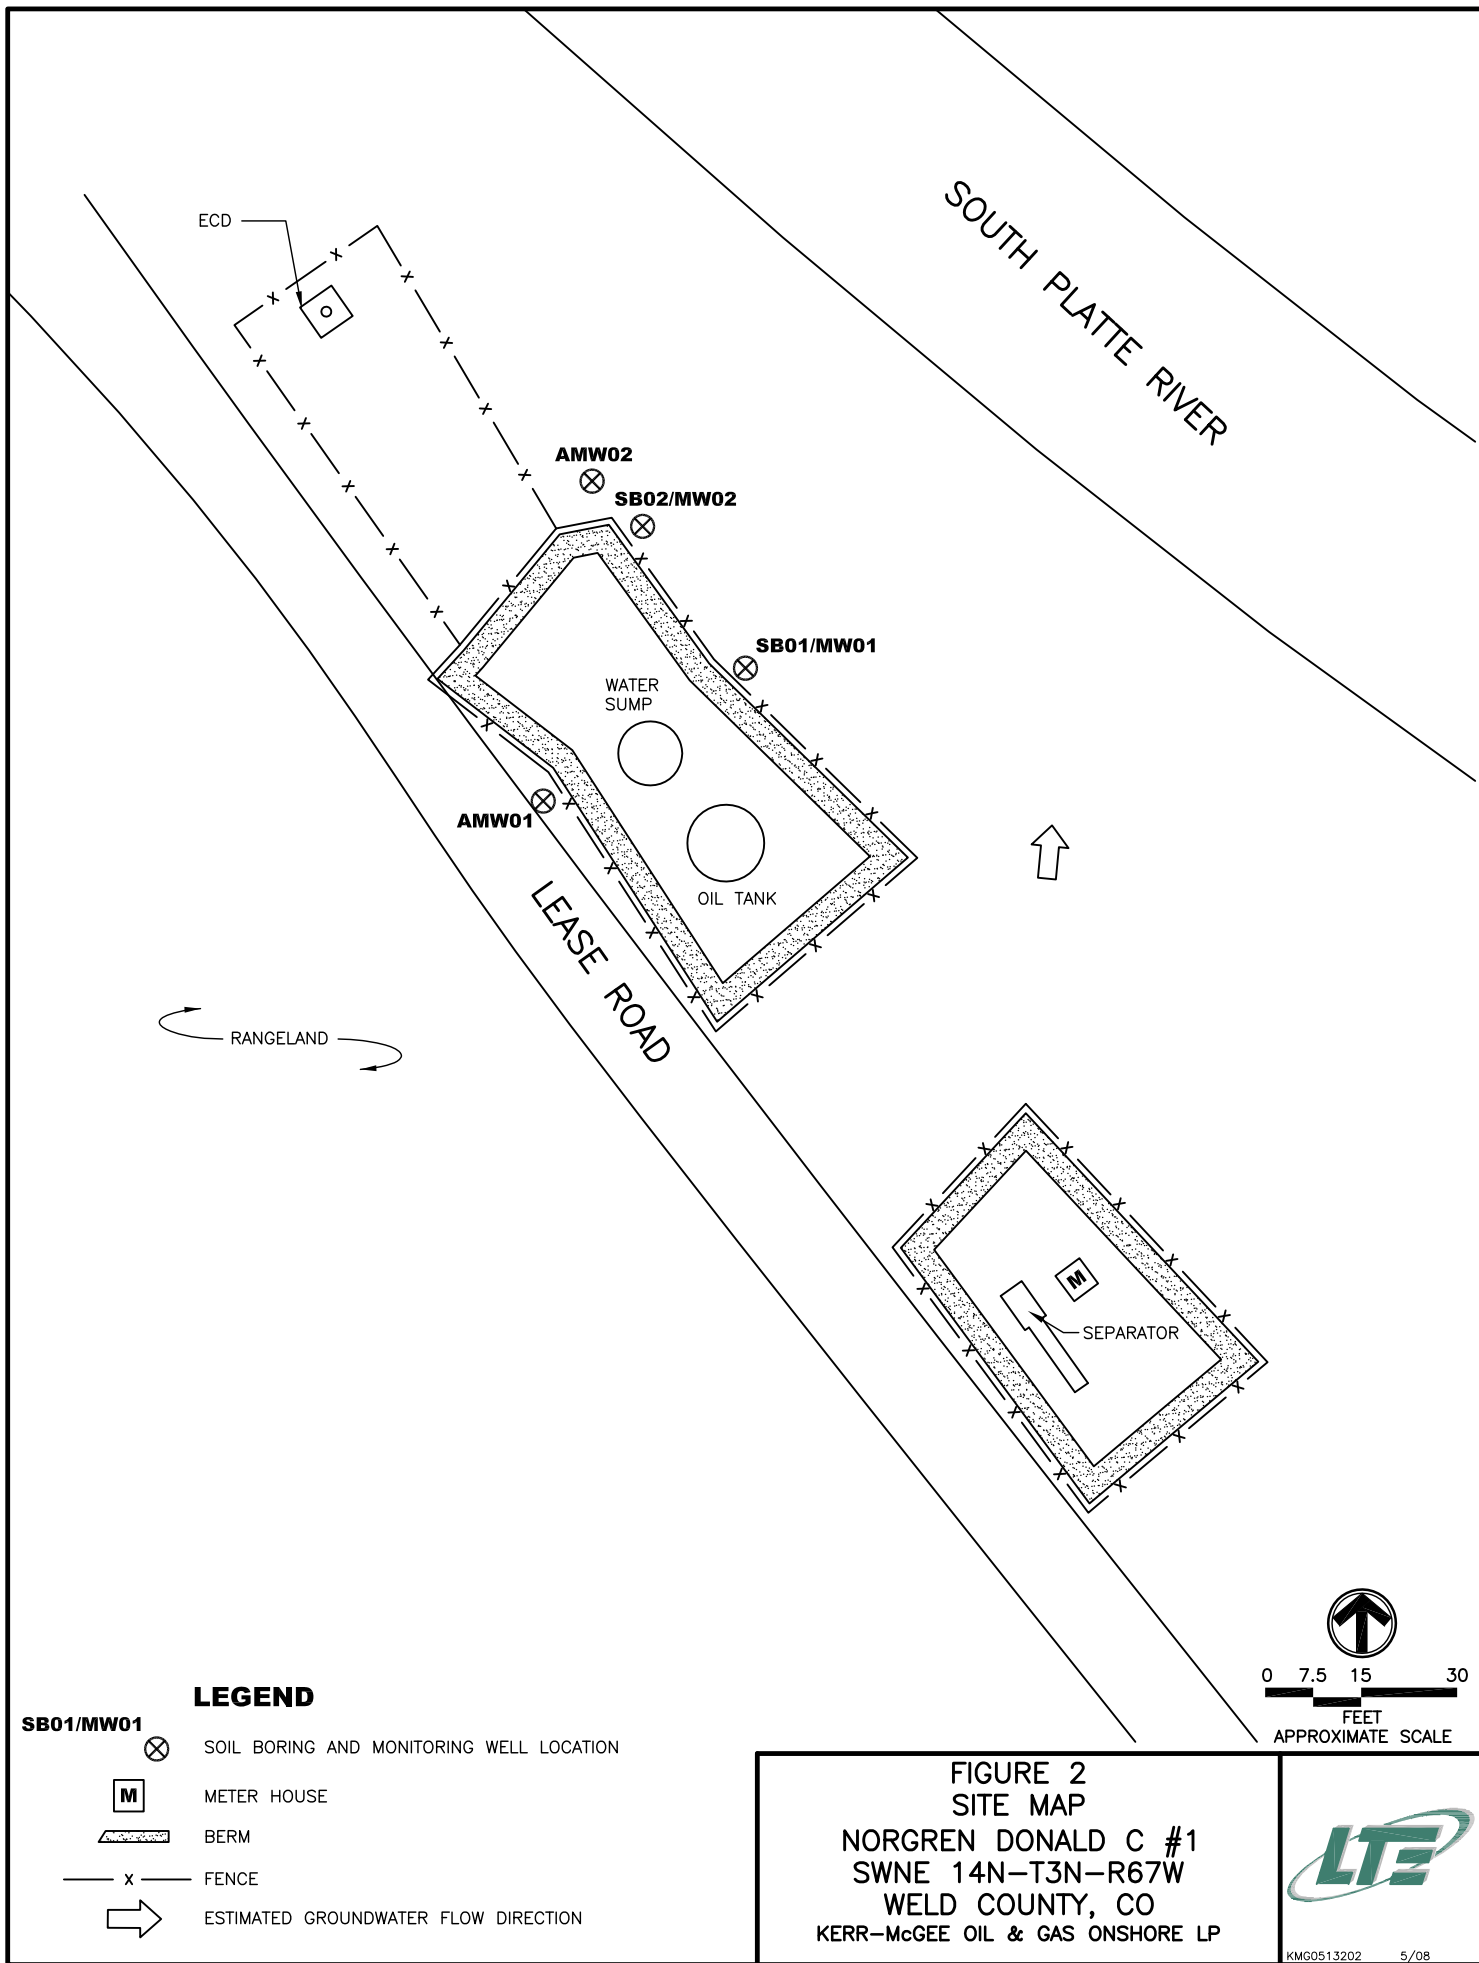 SOUTH PLATTE RIVER
ECD
AMW02
SB02/MW02
SB01/MW01
WATER
SUMP
AMW01
OIL TANK
LEASE ROAD
RANGELAND
M
SEPARATOR
0 7.5 15 30
FEET
APPROXIMATE SCALE
LEGEND
SB01/MW01
SOIL BORING AND MONITORING WELL LOCATION
M METER HOUSE
BERM
x FENCE
ESTIMATED GROUNDWATER FLOW DIRECTION
FIGURE 2
SITE MAP
NORGREN DONALD C #1
SWNE 14N-T3N-R67W
WELD COUNTY, CO
KERR-McGEE OIL & GAS ONSHORE LP
LTE
KMG0513202 5/08